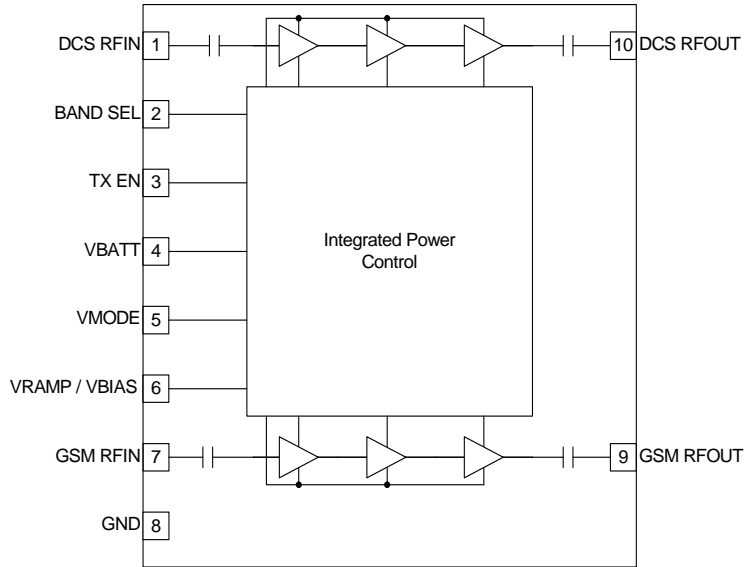 DCS RFIN 1
10 DCS RFOUT
BAND SEL 2
TX EN 3
VBATT 4
Integrated Power
Control
VMODE 5
VRAMP / VBIAS 6
GSM RFIN 7
9 GSM RFOUT
GND 8